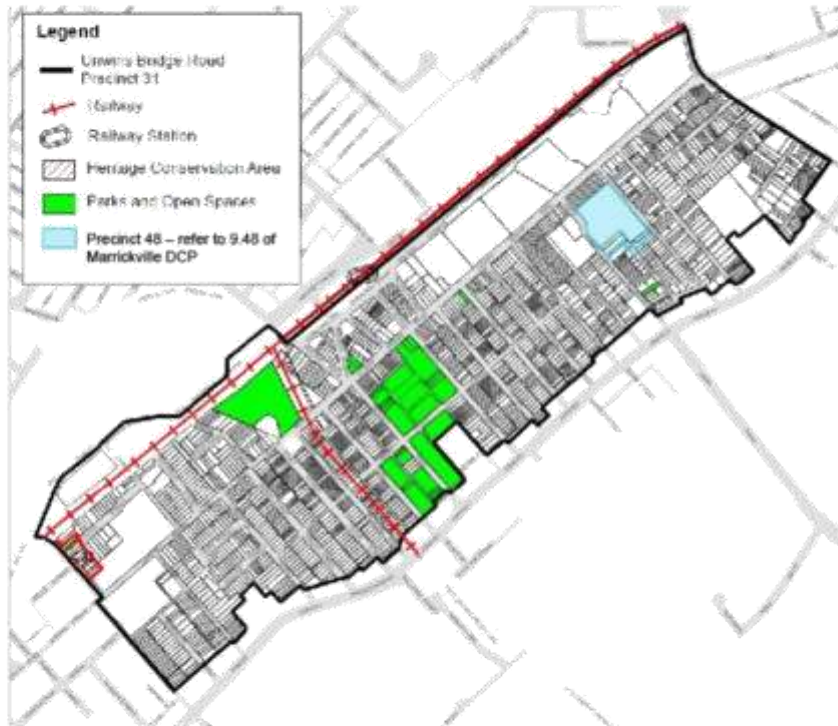 Legend
Unwins Bridge Road
Precinct 31
Railway
Railway Station
Heritage Conservation Area
Parks and Open Spaces
Precinct 48 – refer to 9.48 of
Marrickville DCP